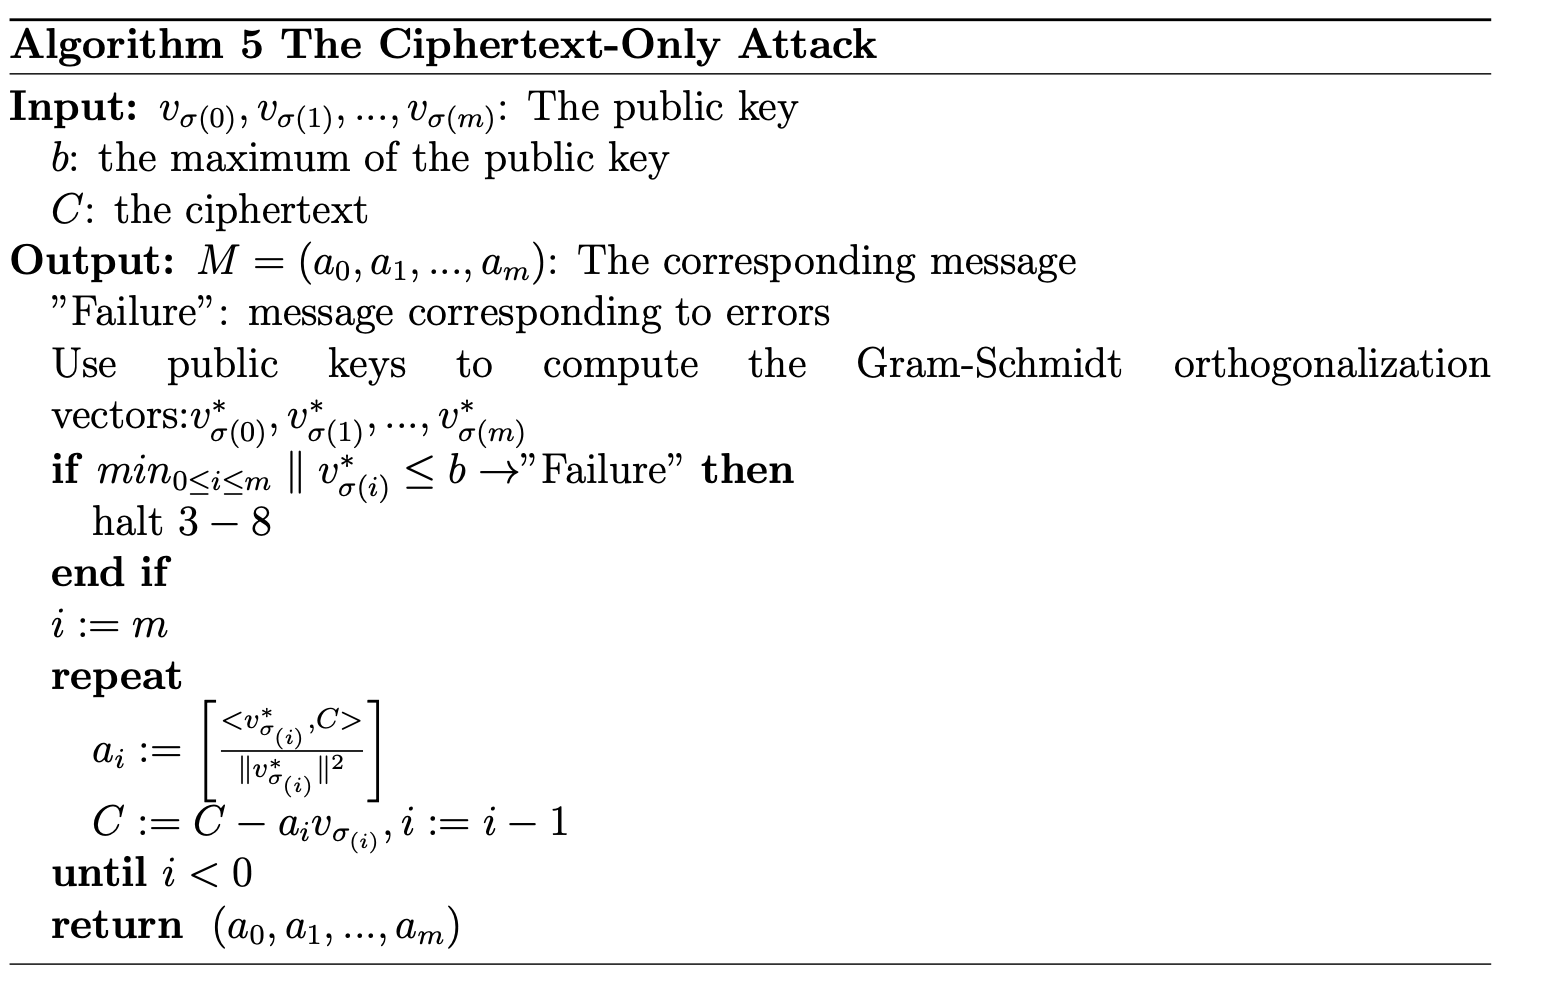 Algorithm 5 The Ciphertext-Only Attack
Input: $v_{\sigma(0)}, v_{\sigma(1)}, ..., v_{\sigma(m)}$: The public key
$b$: the maximum of the public key
$C$: the ciphertext
Output: $M = (a_0, a_1, ..., a_m)$: The corresponding message
”Failure”: message corresponding to errors
Use public keys to compute the Gram-Schmidt orthogonalization
vectors:$v^*_{\sigma(0)}, v^*_{\sigma(1)}, ..., v^*_{\sigma(m)}$
if $min_{0 \leq i \leq m} \parallel v^*_{\sigma(i)} \leq b \rightarrow$”Failure” then
halt $3 - 8$
end if
$i := m$
repeat
$a_i := \left[ \frac{<v^*_{\sigma_{(i)}}, C>}{\parallel v^*_{\sigma_{(i)}} \parallel^2} \right]$
$C := C - a_i v_{\sigma_{(i)}}, i := i - 1$
until $i < 0$
return $(a_0, a_1, ..., a_m)$